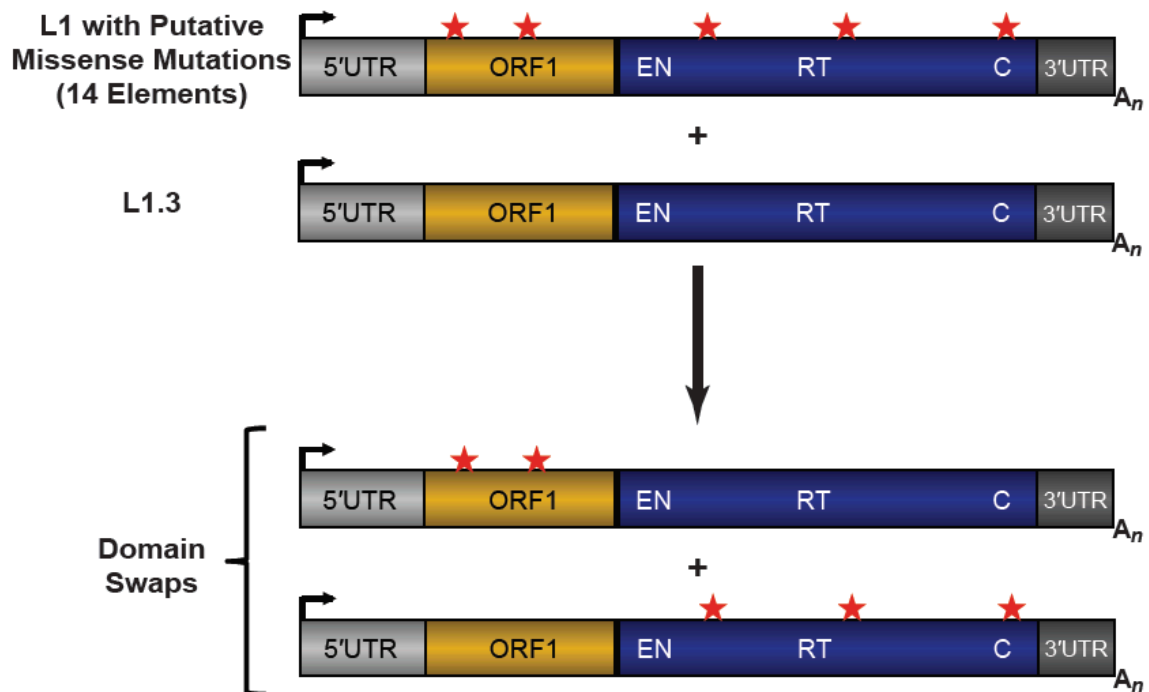 L1 with Putative
Missense Mutations
(14 Elements)
5′UTR ORF1 EN RT C 3′UTR
An
+
L1.3
5′UTR ORF1 EN RT C 3′UTR
An
Domain
Swaps
5′UTR ORF1 EN RT C 3′UTR
An
+
5′UTR ORF1 EN RT C 3′UTR
An